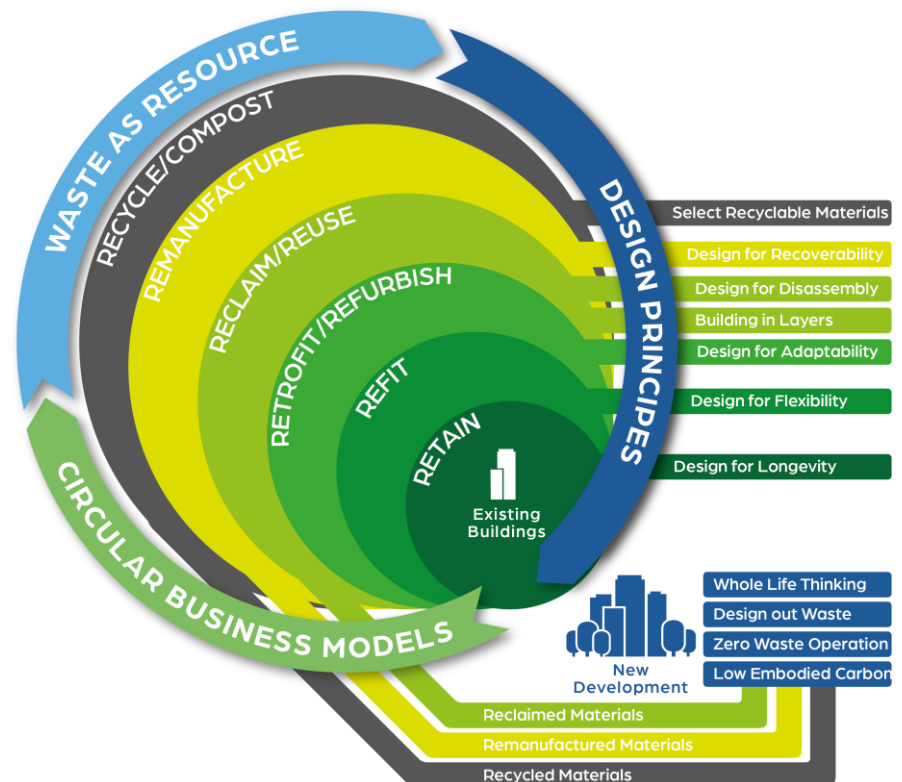 WASTE AS RESOURCE
DESIGN PRINCIPES
CIRCULAR BUSINESS MODELS
RECYCLE/COMPOST
REMANUFACTURE
RECLAIM/REUSE
RETROFIT/REFURBISH
REFIT
RETAIN
Existing
Buildings
Select Recyclable Materials
Design for Recoverability
Design for Disassembly
Building in Layers
Design for Adaptability
Design for Flexibility
Design for Longevity
New
Development
Whole Life Thinking
Design out Waste
Zero Waste Operation
Low Embodied Carbon
Reclaimed Materials
Remanufactured Materials
Recycled Materials